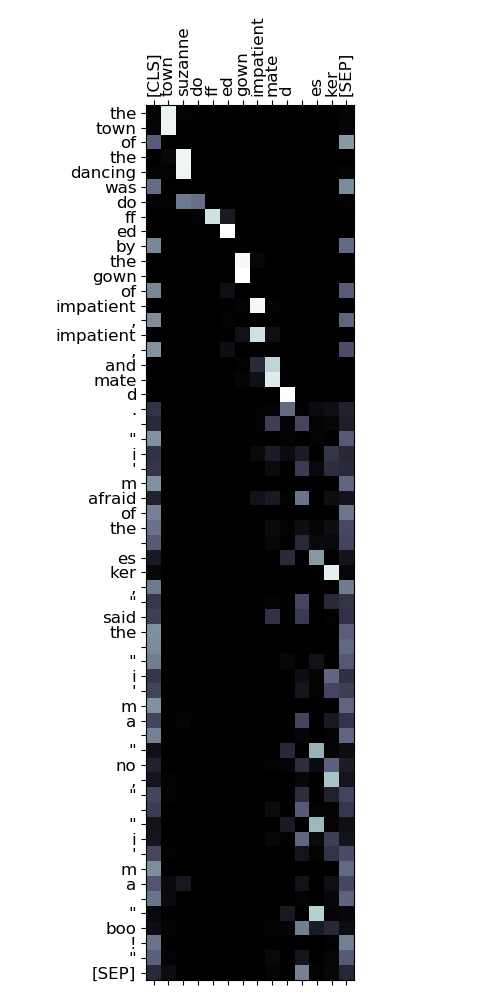 [CLS]
town
suzanne
do
ff
ed
gown
impatient
mate
d
es
ker
[SEP]
the
town
of
the
dancing
was
do
ff
ed
by
the
gown
of
impatient
,
impatient
,
and
mate
d
.
"
i
'
m
afraid
of
the
es
ker
,
"
said
the
"
i
'
m
a
"
no
,
"
"
i
'
m
a
"
boo
!
"
[SEP]